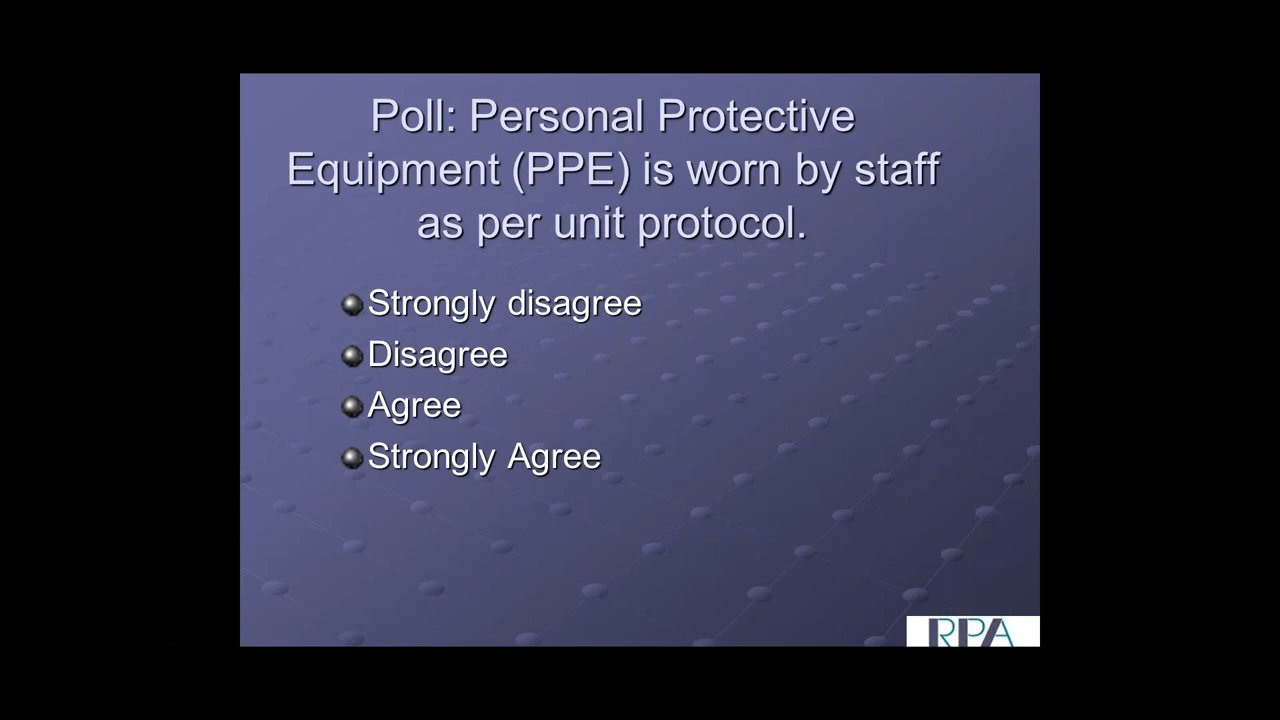 Poll: Personal Protective
Equipment (PPE) is worn by staff
as per unit protocol.
Strongly disagree
Disagree
Agree
Strongly Agree
RPA